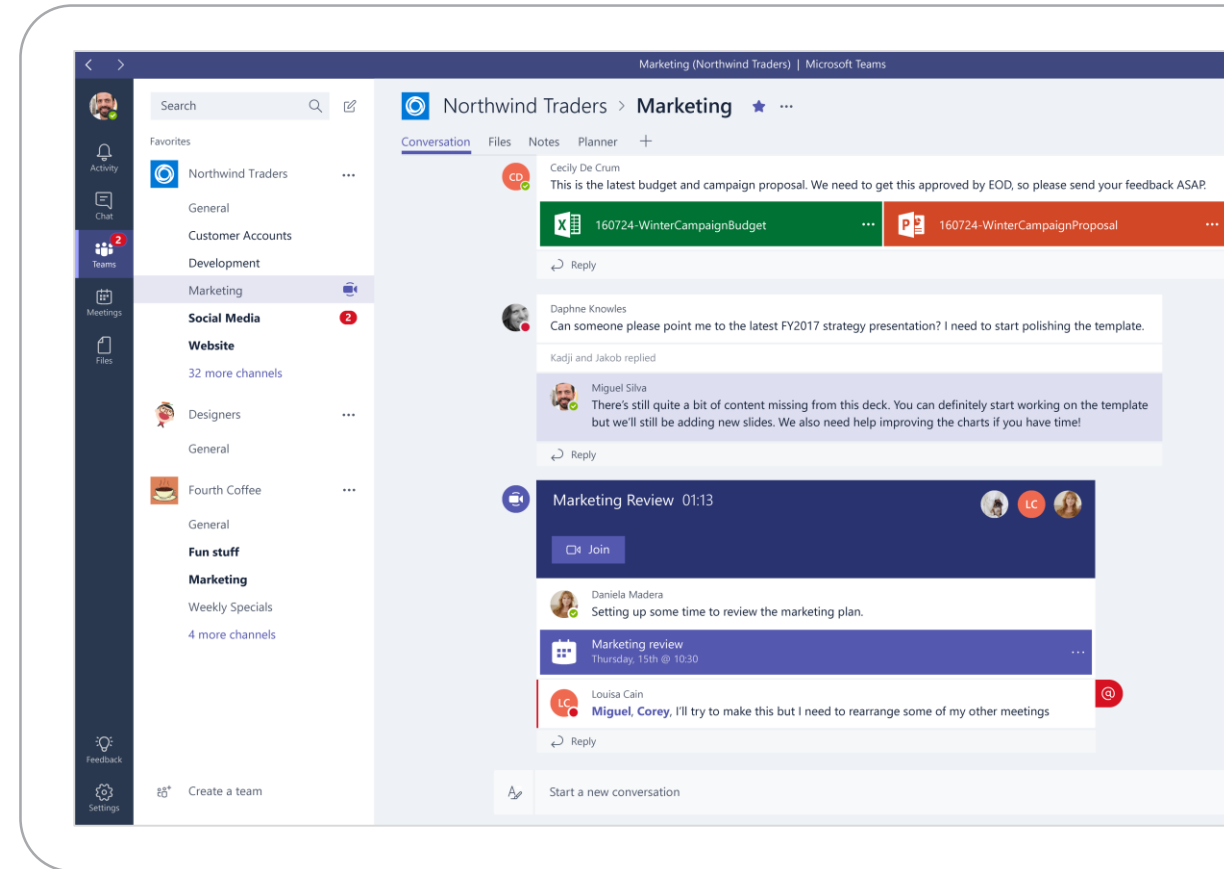 Marketing (Northwind Traders) | Microsoft Teams
Activity
Chat
2
Teams
Meetings
Files
Feedback
Settings
Search
Favorites
Northwind Traders
General
Customer Accounts
Development
Marketing
Social Media 2
Website
32 more channels
Designers
General
Fourth Coffee
General
Fun stuff
Marketing
Weekly Specials
4 more channels
Create a team
Northwind Traders > Marketing
Conversation Files Notes Planner
CD
Cecily De Crum
This is the latest budget and campaign proposal. We need to get this approved by EOD, so please send your feedback ASAP.
160724-WinterCampaignBudget
160724-WinterCampaignProposal
Reply
Daphne Knowles
Can someone please point me to the latest FY2017 strategy presentation? I need to start polishing the template.
Kadji and Jakob replied
Miguel Silva
There's still quite a bit of content missing from this deck. You can definitely start working on the template
but we'll still be adding new slides. We also need help improving the charts if you have time!
Reply
Marketing Review 01:13
LC
Join
Daniela Madera
Setting up some time to review the marketing plan.
Marketing review
Thursday, 15th @ 10:30
LC
Louisa Cain
Miguel, Corey, I'll try to make this but I need to rearrange some of my other meetings
@
Reply
Start a new conversation